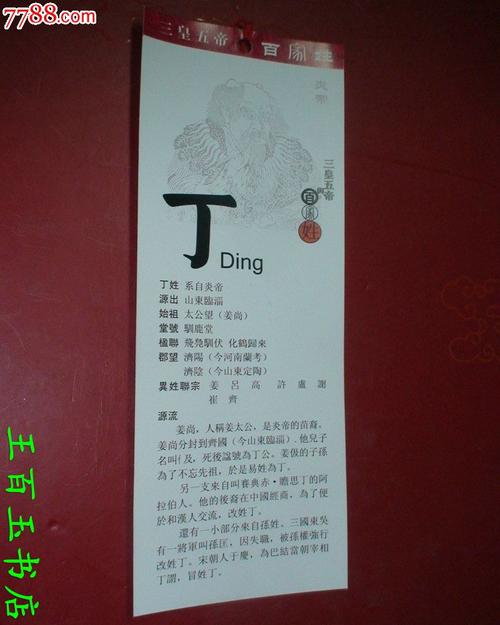 7788.com
三皇五帝 百家姓
炎帝
三皇五帝
與
百家姓
丁
Ding
丁姓 系自炎帝
源出 山東臨淄
始祖 太公望（姜尚）
堂號 馴鹿堂
楹聯 飛凫馴伏 化鶴歸來
郡望 濟陽（今河南蘭考）
濟陰（今山東定陶）
異姓聯宗 姜 呂 高 許 盧 謝
崔 齊
源流
姜尚，人稱姜太公，是炎帝的苗裔。
姜尚分封到齊國（今山東臨淄）.他兒子
名叫伋及，死後諡號為丁公。姜伋的子孫
為了不忘先祖，於是易姓為丁。
另一支來自叫賽典赤·瞻思丁的阿
拉伯人。他的後裔在中國經商，為了便
於和漢人交流，改姓丁。
還有一小部分來自孫姓、三國東吳
有一將軍叫孫匡，因失職，被孫權強行
改姓丁。宋朝人于慶，為巴結當朝宰相
丁謂，冒姓丁。
王百玉书店